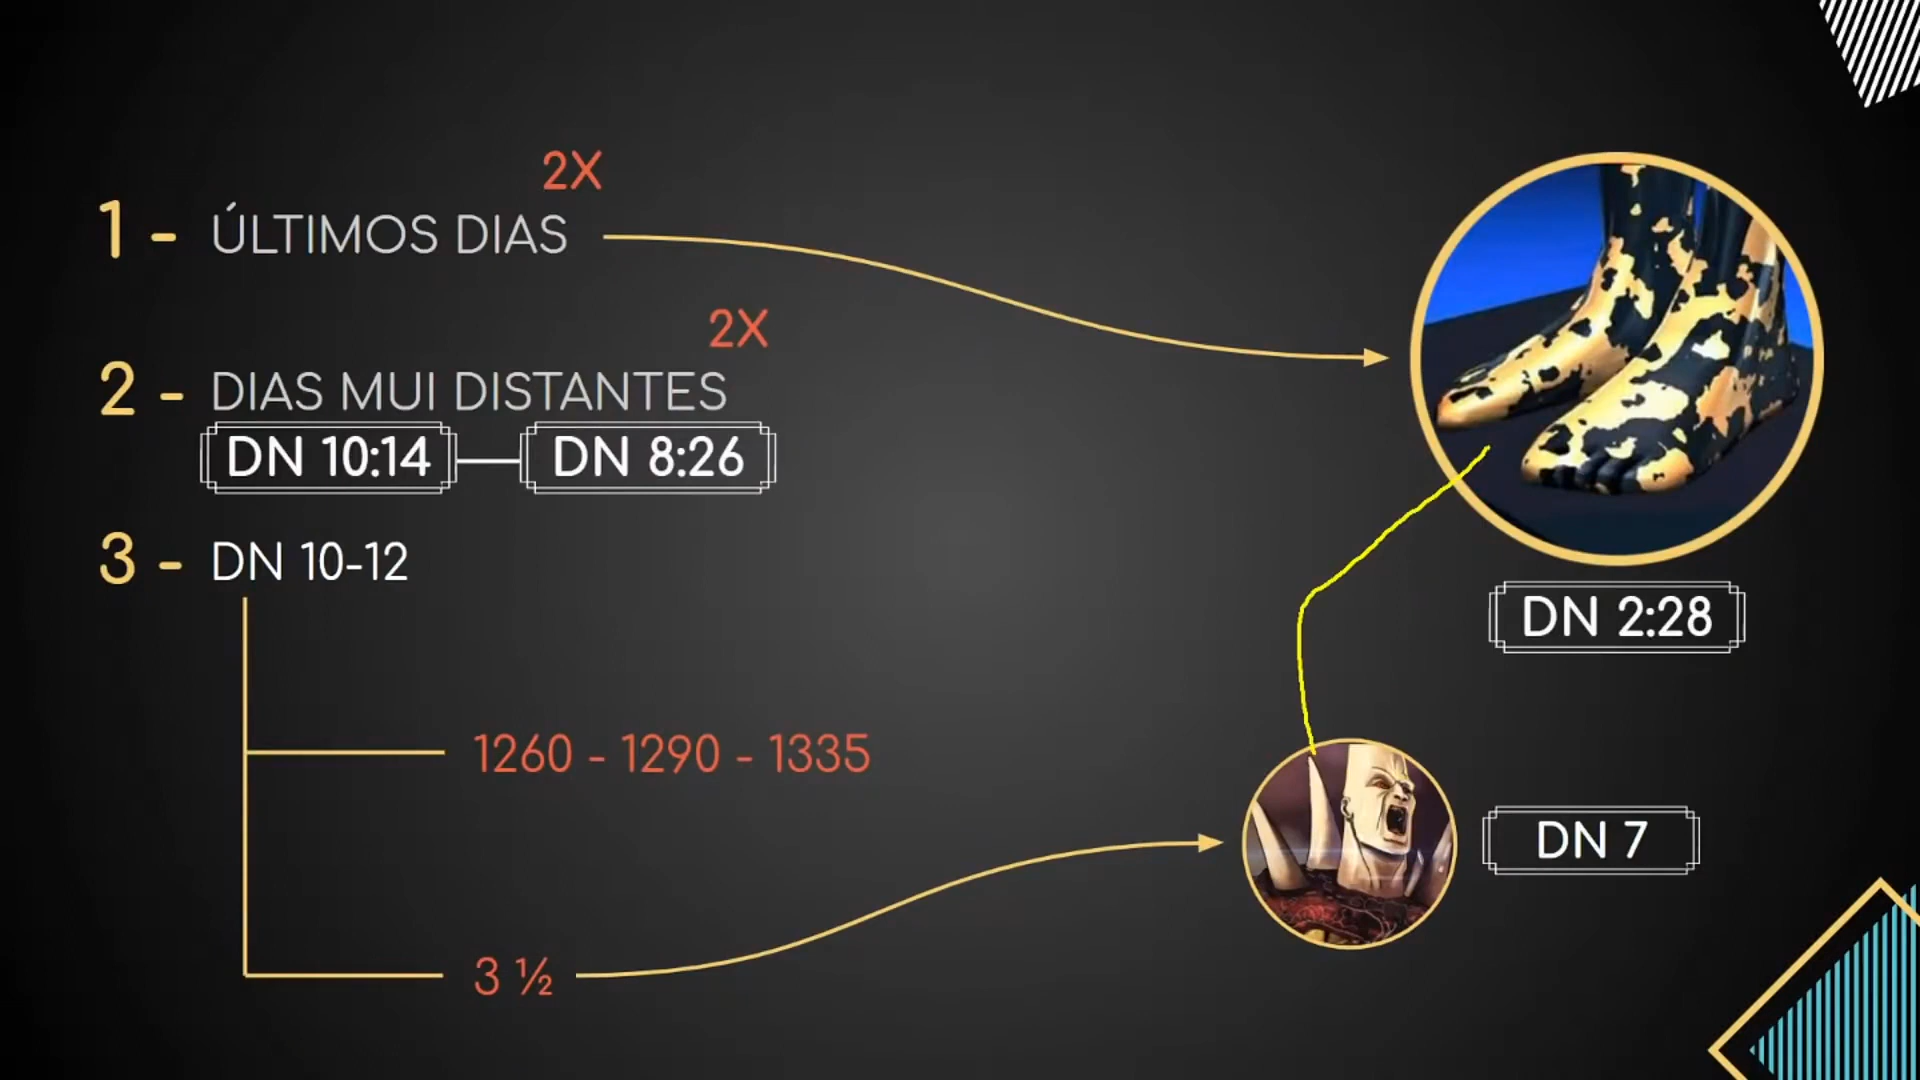 2X
1 - ÚLTIMOS DIAS
2X
2 - DIAS MUI DISTANTES
DN 10:14 DN 8:26
3 - DN 10-12
DN 2:28
1260 - 1290 - 1335
DN 7
3 ½